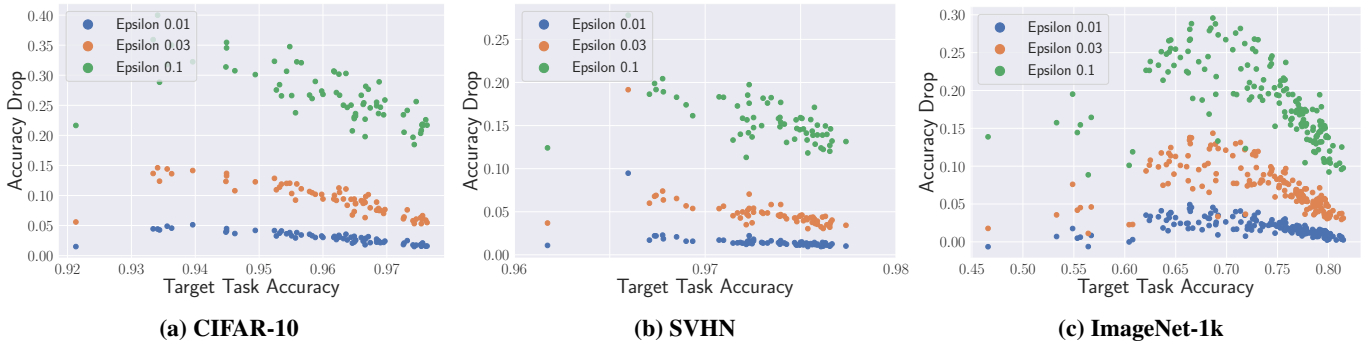 Accuracy Drop
0.40
0.35
0.30
0.25
0.20
0.15
0.10
0.05
0.00
Epsilon 0.01
Epsilon 0.03
Epsilon 0.1
0.92 0.93 0.94 0.95 0.96 0.97
Target Task Accuracy
(a) CIFAR-10
Accuracy Drop
0.25
0.20
0.15
0.10
0.05
0.00
Epsilon 0.01
Epsilon 0.03
Epsilon 0.1
0.96 0.97 0.98
Target Task Accuracy
(b) SVHN
Accuracy Drop
0.30
0.25
0.20
0.15
0.10
0.05
0.00
Epsilon 0.01
Epsilon 0.03
Epsilon 0.1
0.45 0.50 0.55 0.60 0.65 0.70 0.75 0.80
Target Task Accuracy
(c) ImageNet-1k